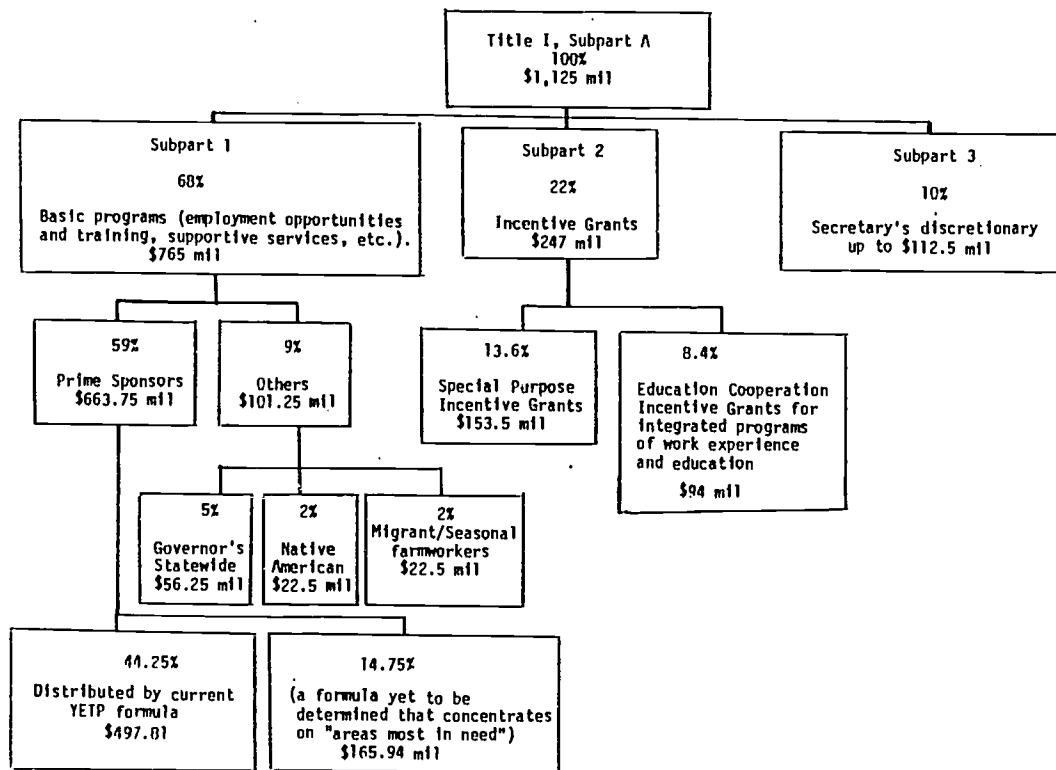 Title I, Subpart A
100%
$1,125 mil
Subpart 1
68%
Basic programs (employment opportunities
and training, supportive services, etc.).
$765 mil
Subpart 2
22%
Incentive Grants
$247 mil
Subpart 3
10%
Secretary's discretionary
up to $112.5 mil
59%
Prime Sponsors
$663.75 mil
9%
Others
$101.25 mil
13.6%
Special Purpose
Incentive Grants
$153.5 mil
8.4%
Education Cooperation
Incentive Grants for
integrated programs
of work experience
and education
$94 mil
5%
Governor's
Statewide
$56.25 mil
2%
Native
American
$22.5 mil
2%
Migrant/Seasonal
farmworkers
$22.5 mil
44.25%
Distributed by current
YETP formula
$497.81
14.75%
(a formula yet to be
determined that concentrates
on "areas most in need")
$165.94 mil